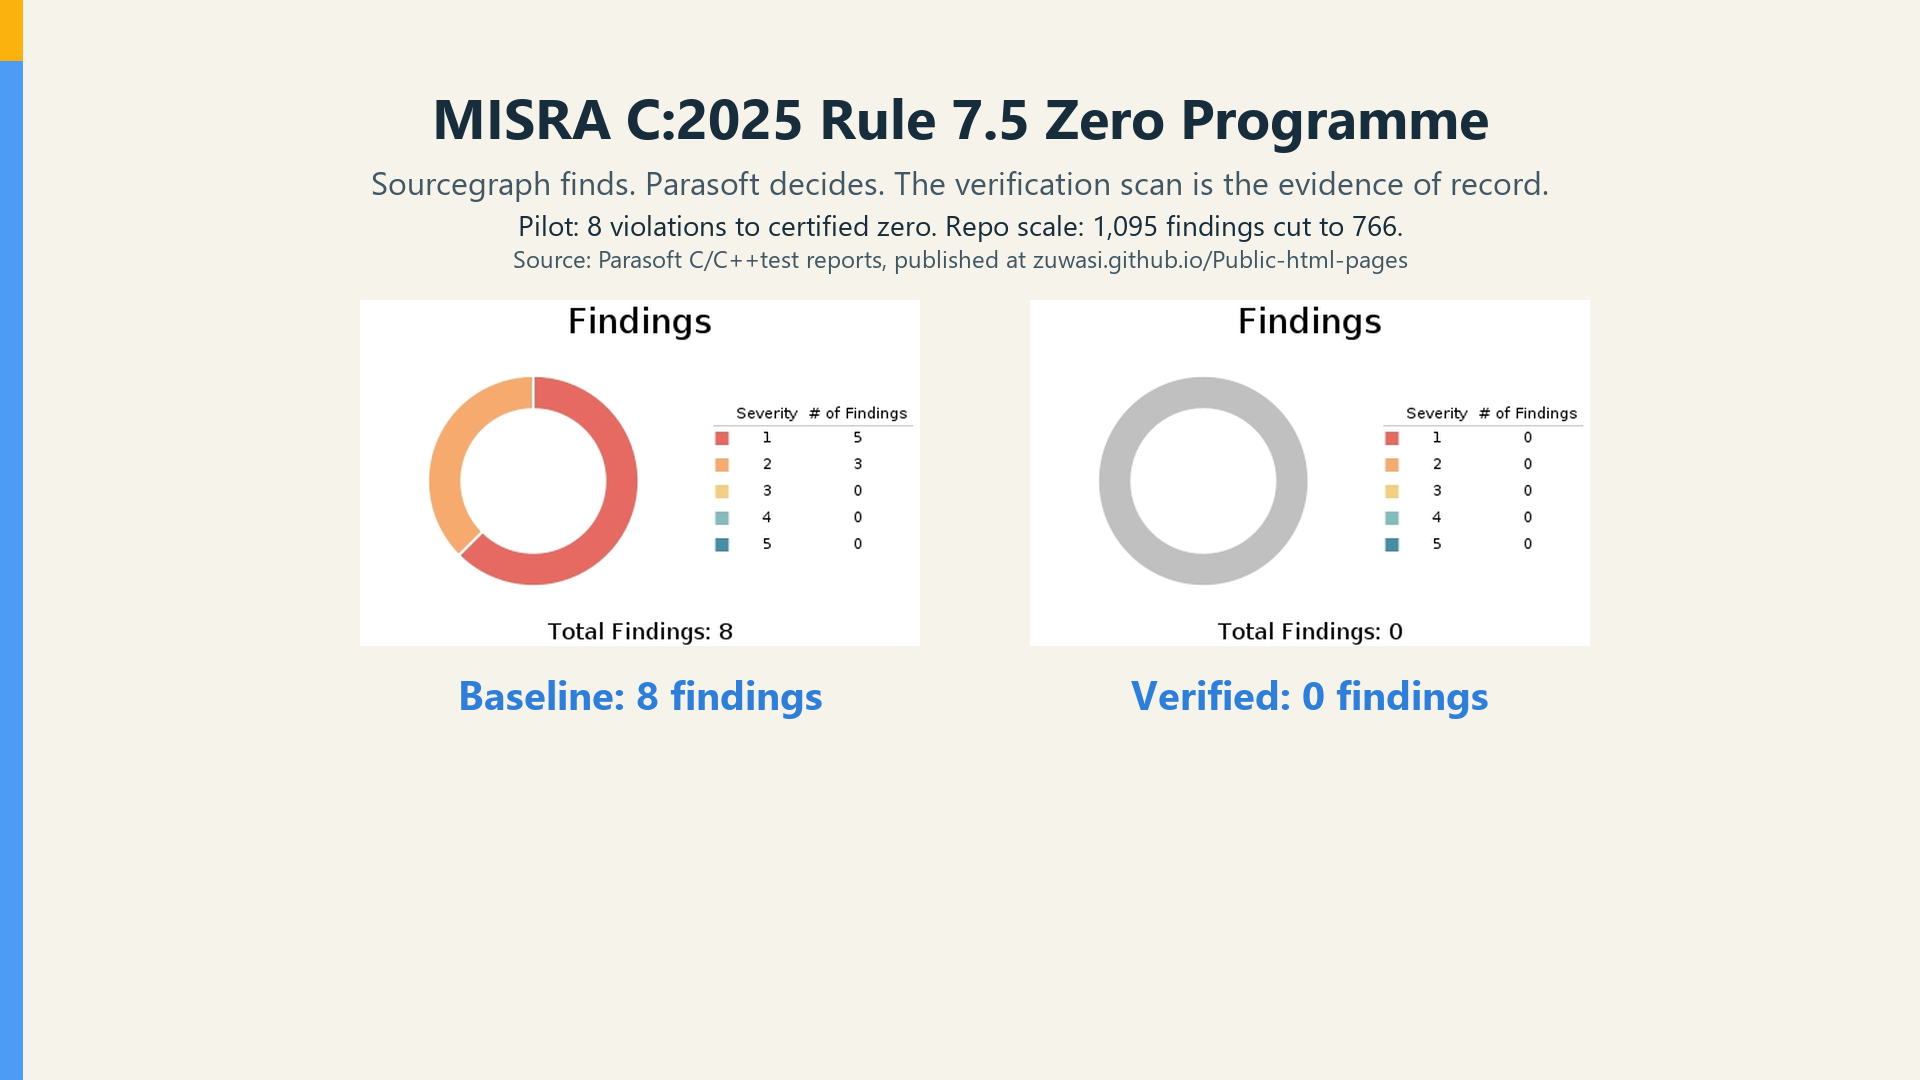 MISRA C:2025 Rule 7.5 Zero Programme
Sourcegraph finds. Parasoft decides. The verification scan is the evidence of record.
Pilot: 8 violations to certified zero. Repo scale: 1,095 findings cut to 766.
Source: Parasoft C/C++test reports, published at zuwasi.github.io/Public-html-pages
Findings
Severity # of Findings
1 5
2 3
3 0
4 0
5 0
Total Findings: 8
Baseline: 8 findings
Findings
Severity # of Findings
1 0
2 0
3 0
4 0
5 0
Total Findings: 0
Verified: 0 findings